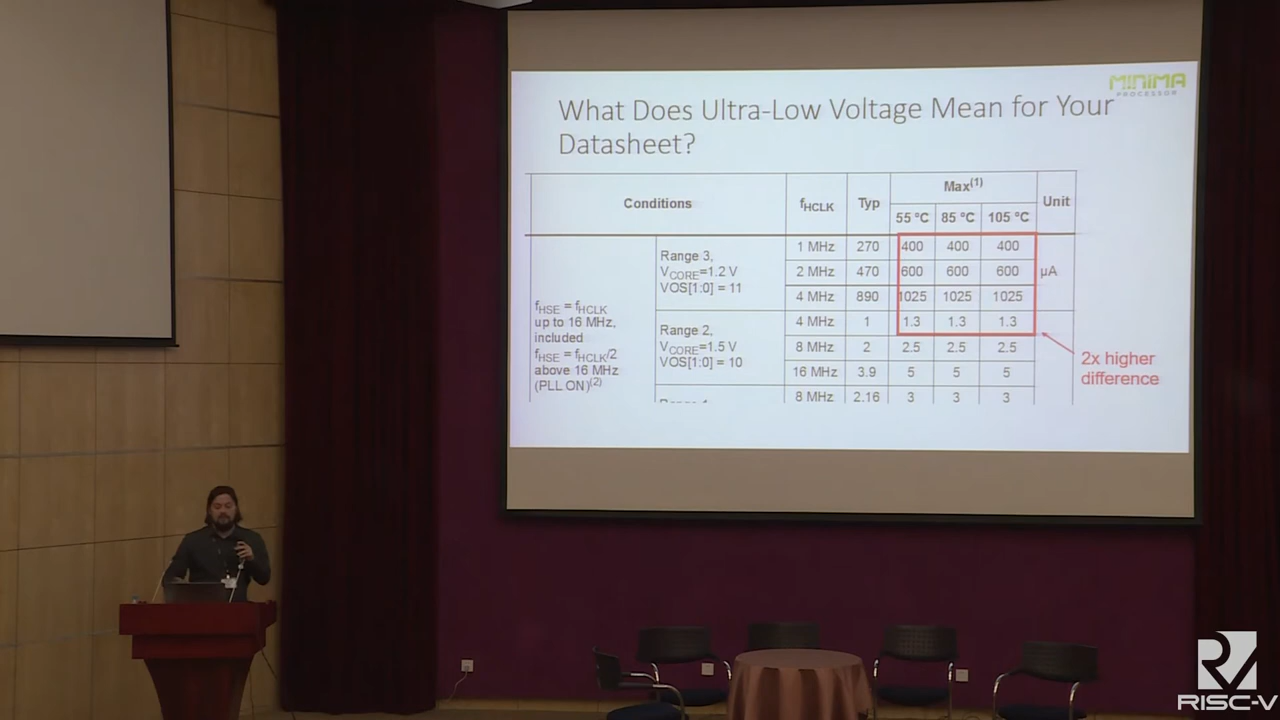 MINIMA
PROCESSOR
What Does Ultra-Low Voltage Mean for Your
Datasheet?
Conditions fHCLK Typ Max(1) Unit
55 °C 85 °C 105 °C
fHSE = fHCLK
up to 16 MHz,
included
fHSE = fHCLK/2
above 16 MHz
(PLL ON)(2)
Range 3,
VCORE=1.2 V
VOS[1:0] = 11
1 MHz 270 400 400 400
2 MHz 470 600 600 600
4 MHz 890 1025 1025 1025
µA
Range 2,
VCORE=1.5 V
VOS[1:0] = 10
4 MHz 1 1.3 1.3 1.3
8 MHz 2 2.5 2.5 2.5
16 MHz 3.9 5 5 5
8 MHz 2.16 3 3 3
2x higher
difference
RISC-V